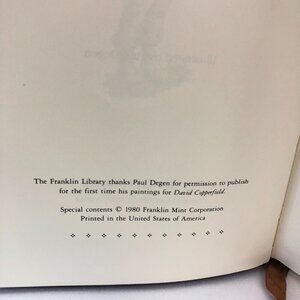 The Franklin Library thanks Paul Degen for permission to publish
for the first time his paintings for David Copperfield.
Special contents © 1980 Franklin Mint Corporation
Printed in the United States of America